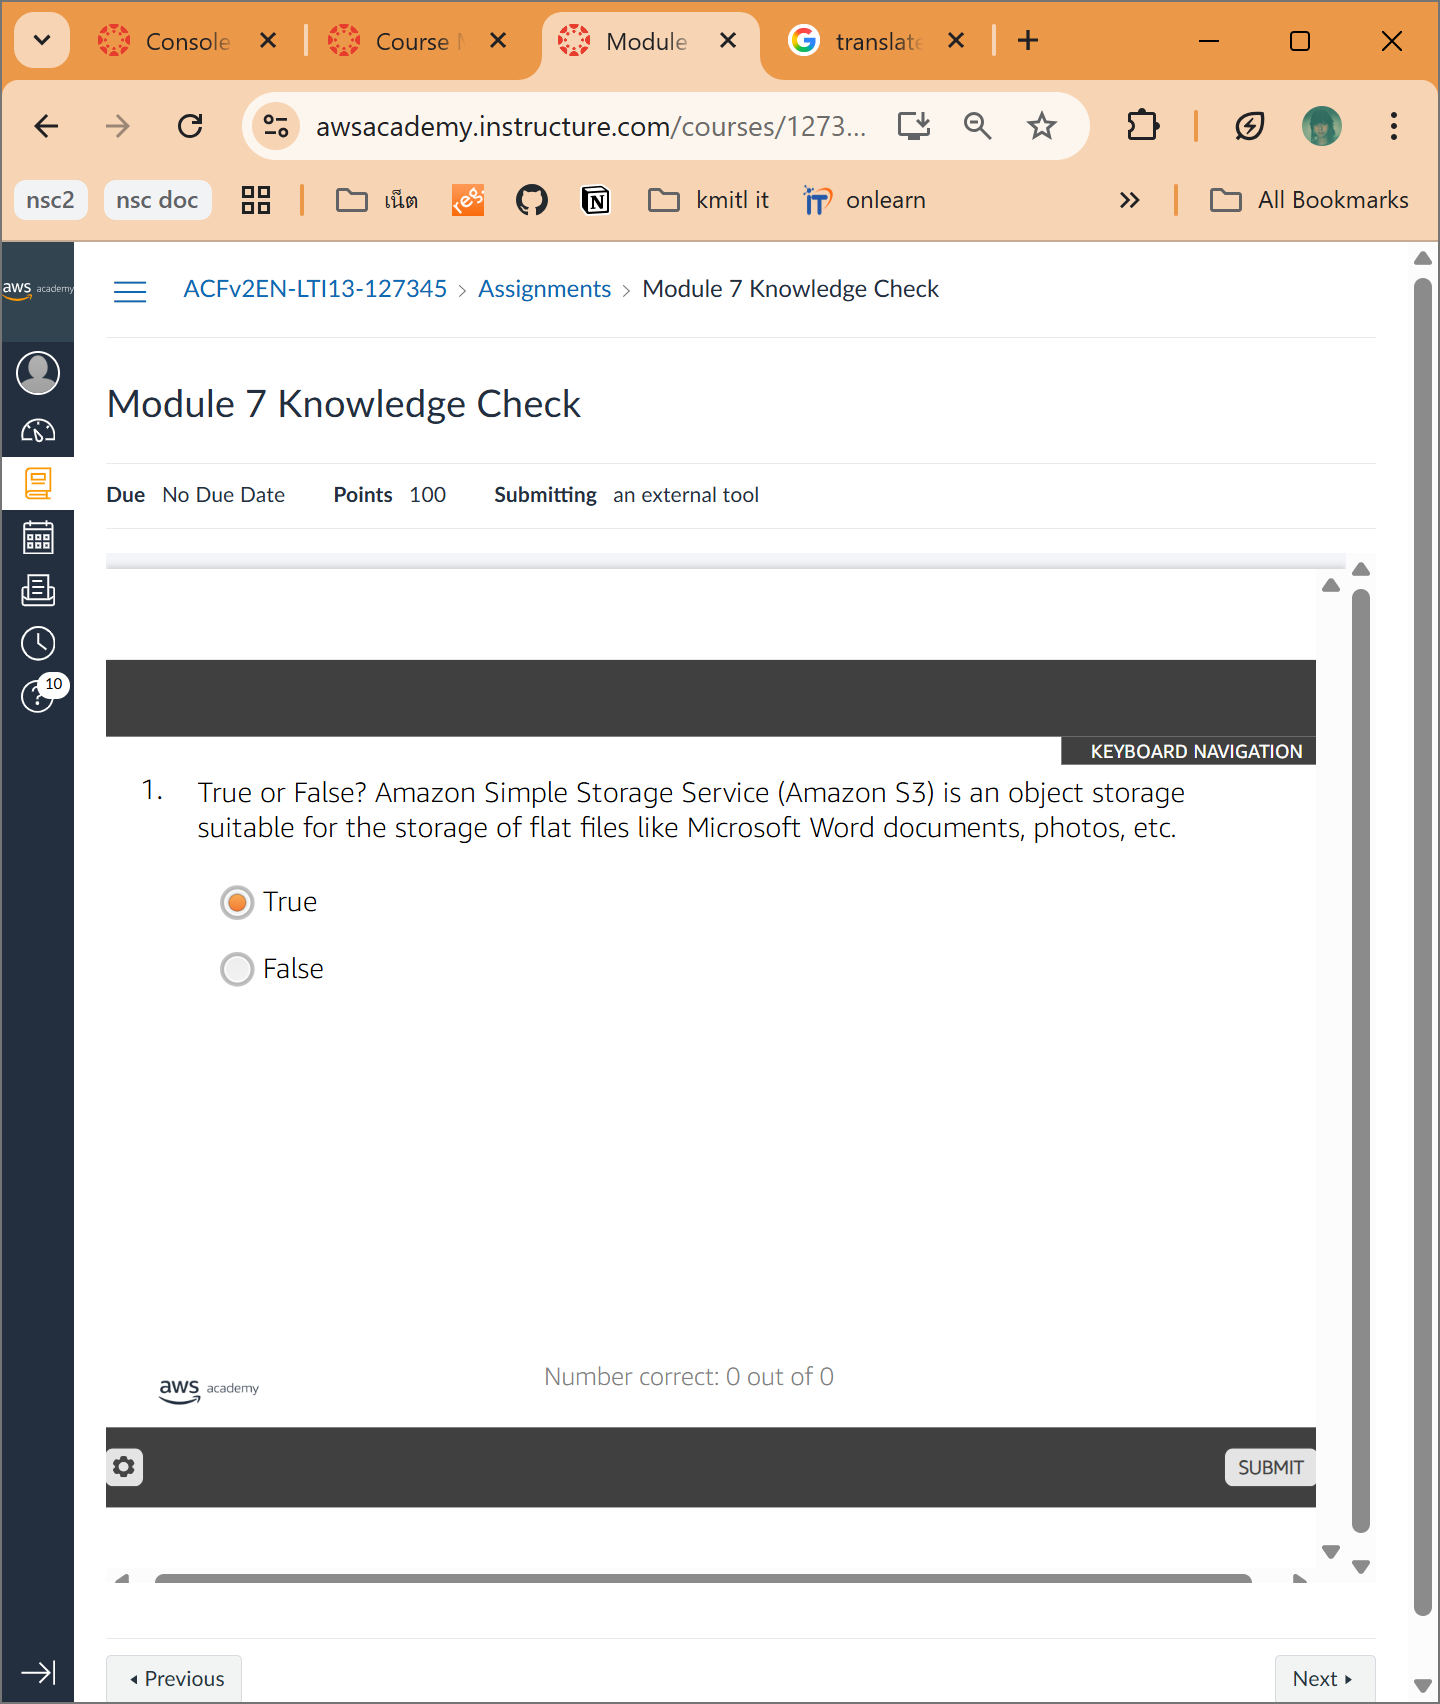 Console
Course
Module
translate
awsacademy.instructure.com/courses/1273...
nsc2
nsc doc
เน็ต
reg.
kmitl it
onlearn
All Bookmarks
aws academy
ACFv2EN-LTI13-127345 › Assignments › Module 7 Knowledge Check
Module 7 Knowledge Check
Due No Due Date Points 100 Submitting an external tool
10
KEYBOARD NAVIGATION
1. True or False? Amazon Simple Storage Service (Amazon S3) is an object storage
suitable for the storage of flat files like Microsoft Word documents, photos, etc.
True
False
Number correct: 0 out of 0
aws academy
SUBMIT
Previous
Next